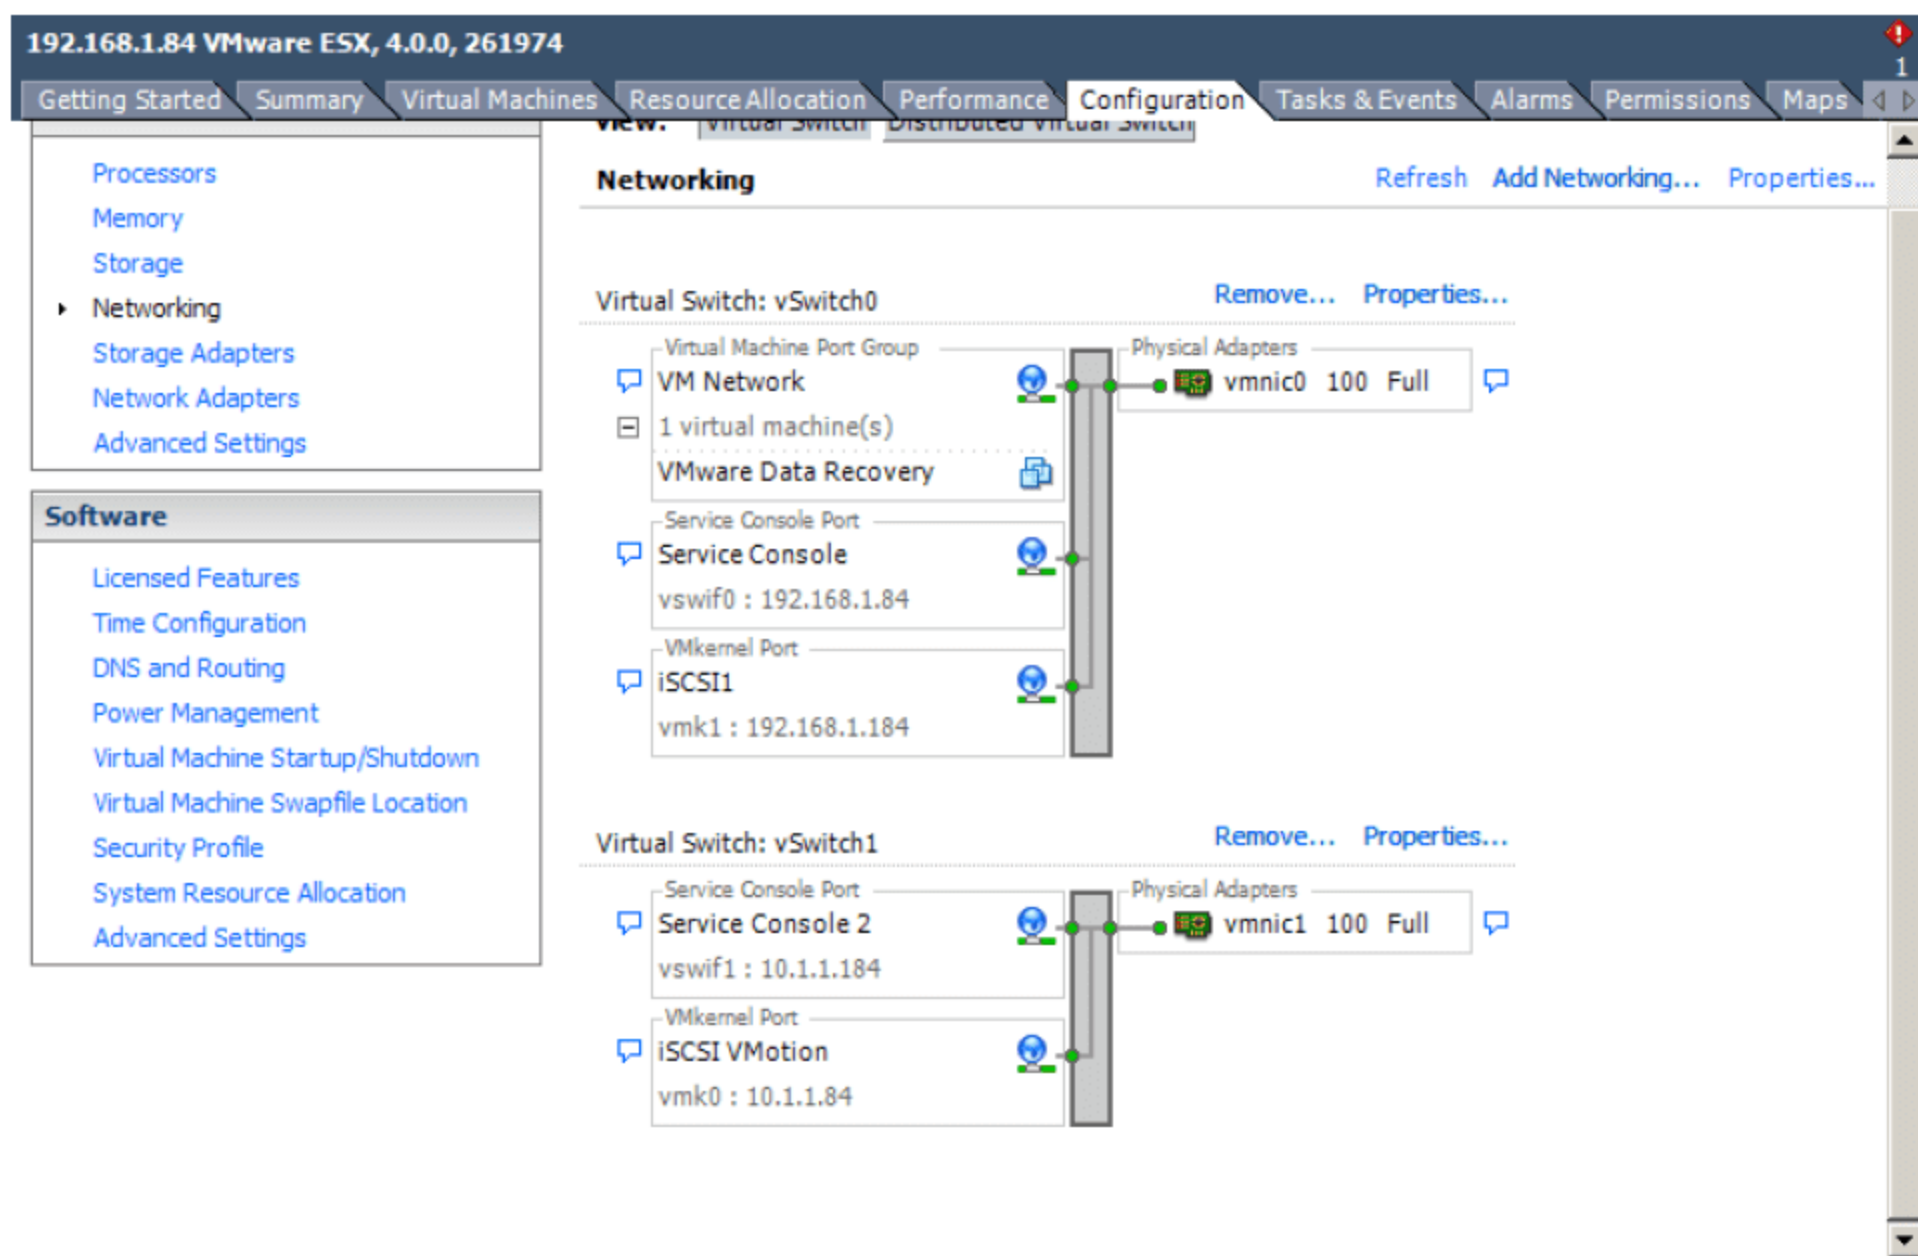 192.168.1.84 VMware ESX, 4.0.0, 261974
1
Getting Started Summary Virtual Machines Resource Allocation Performance Configuration Tasks & Events Alarms Permissions Maps
View: Virtual Switch Distributed Virtual Switch
Processors
Memory
Storage
Networking
Storage Adapters
Network Adapters
Advanced Settings
Software
Licensed Features
Time Configuration
DNS and Routing
Power Management
Virtual Machine Startup/Shutdown
Virtual Machine Swapfile Location
Security Profile
System Resource Allocation
Advanced Settings
Networking
Refresh Add Networking... Properties...
Virtual Switch: vSwitch0
Remove... Properties...
Virtual Machine Port Group
VM Network
1 virtual machine(s)
VMware Data Recovery
Service Console Port
Service Console
vswif0 : 192.168.1.84
VMkernel Port
iSCSI1
vmk1 : 192.168.1.184
Physical Adapters
vmnic0 100 Full
Virtual Switch: vSwitch1
Remove... Properties...
Service Console Port
Service Console 2
vswif1 : 10.1.1.184
VMkernel Port
iSCSI VMotion
vmk0 : 10.1.1.84
Physical Adapters
vmnic1 100 Full